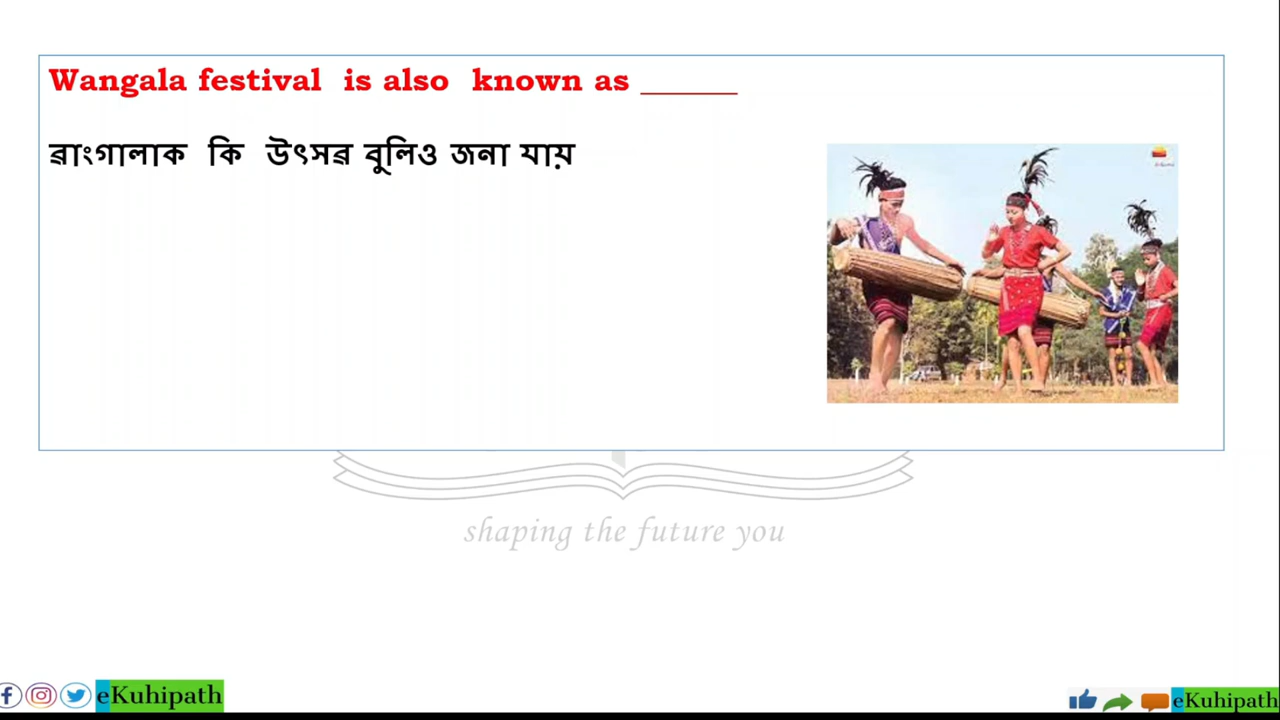 Wangala festival is also known as ______
ৱাংগালাক কি উৎসৱ বুলিও জনা যায়
shaping the future you
eKuhipath
eKuhipath